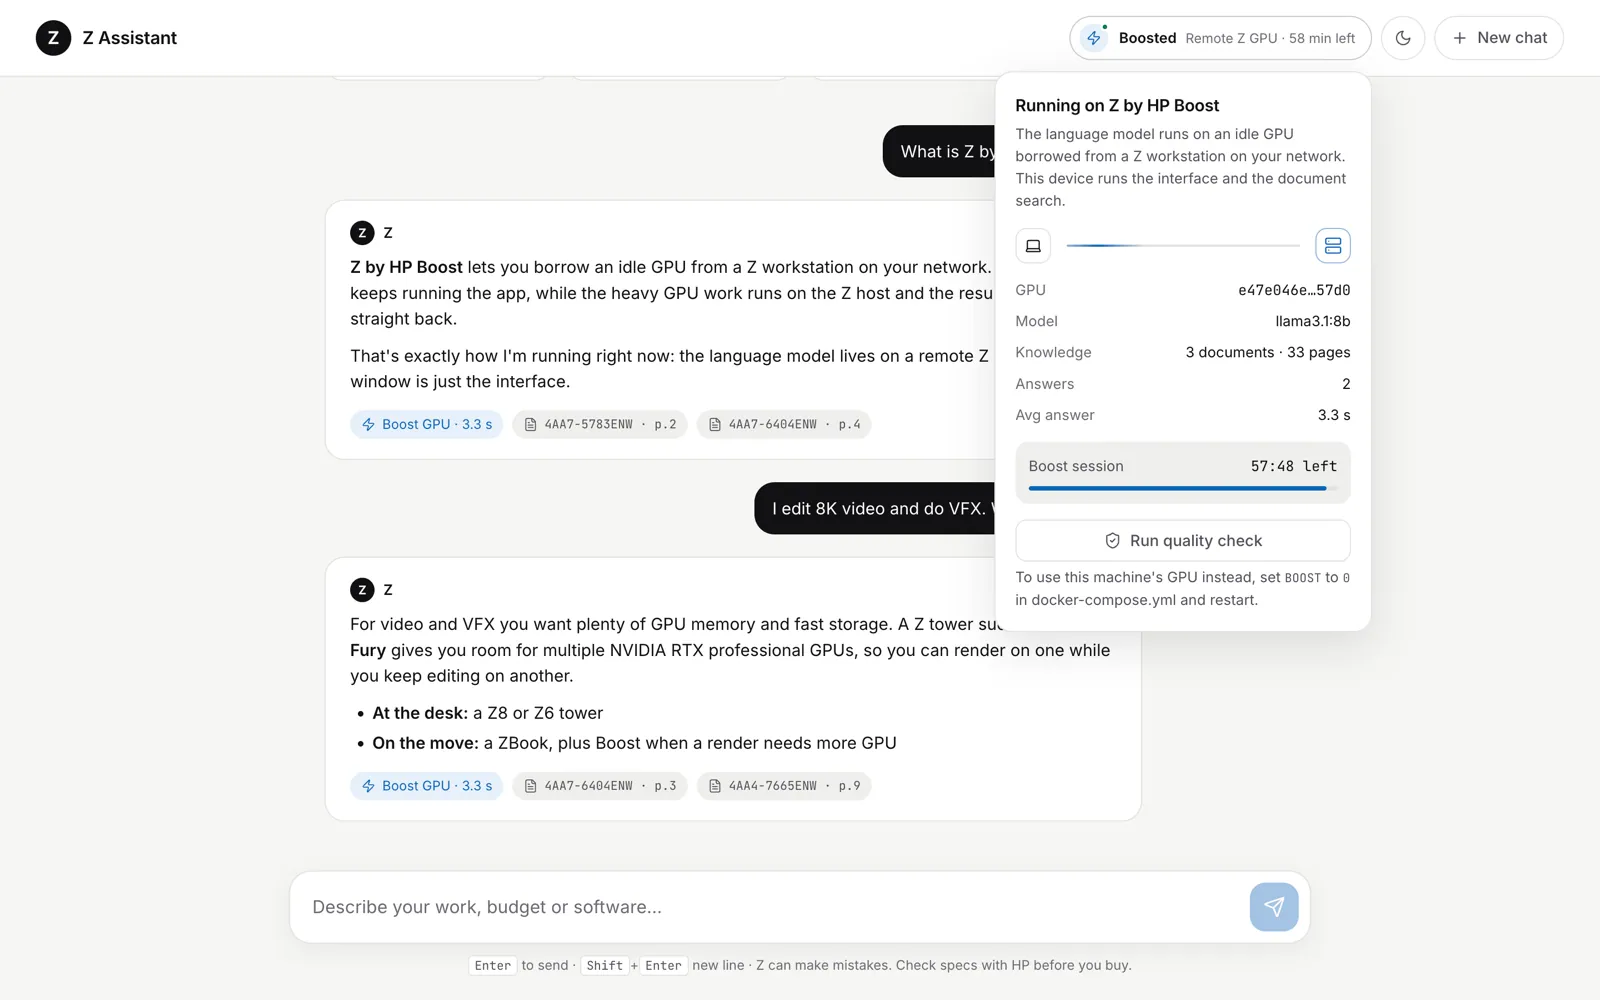 Z
Z Assistant
Boosted Remote Z GPU · 58 min left
New chat
What is Z by
Z Z
Z by HP Boost lets you borrow an idle GPU from a Z workstation on your network.
keeps running the app, while the heavy GPU work runs on the Z host and the resu
straight back.
That's exactly how I'm running right now: the language model lives on a remote Z
window is just the interface.
Boost GPU · 3.3 s
4AA7-5783ENW · p.2
4AA7-6404ENW · p.4
I edit 8K video and do VFX.
Z Z
For video and VFX you want plenty of GPU memory and fast storage. A Z tower suc
Fury gives you room for multiple NVIDIA RTX professional GPUs, so you can render on one while
you keep editing on another.
• At the desk: a Z8 or Z6 tower
• On the move: a ZBook, plus Boost when a render needs more GPU
Boost GPU · 3.3 s
4AA7-6404ENW · p.3
4AA4-7665ENW · p.9
Running on Z by HP Boost
The language model runs on an idle GPU
borrowed from a Z workstation on your network.
This device runs the interface and the document
search.
GPU e47e046e…57d0
Model llama3.1:8b
Knowledge 3 documents · 33 pages
Answers 2
Avg answer 3.3 s
Boost session 57:48 left
Run quality check
To use this machine's GPU instead, set BOOST to 0
in docker-compose.yml and restart.
Describe your work, budget or software...
Enter to send · Shift + Enter new line · Z can make mistakes. Check specs with HP before you buy.